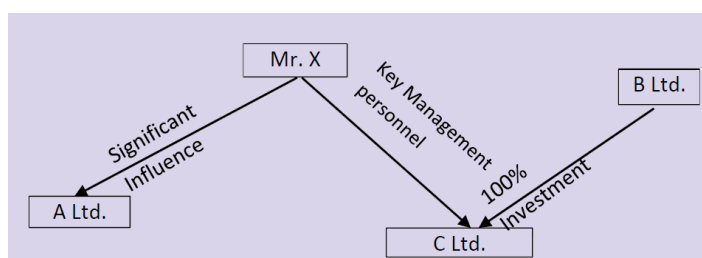 Mr. X
Key Management
personnel
B Ltd.
Significant
Influence
100%
Investment
A Ltd.
C Ltd.